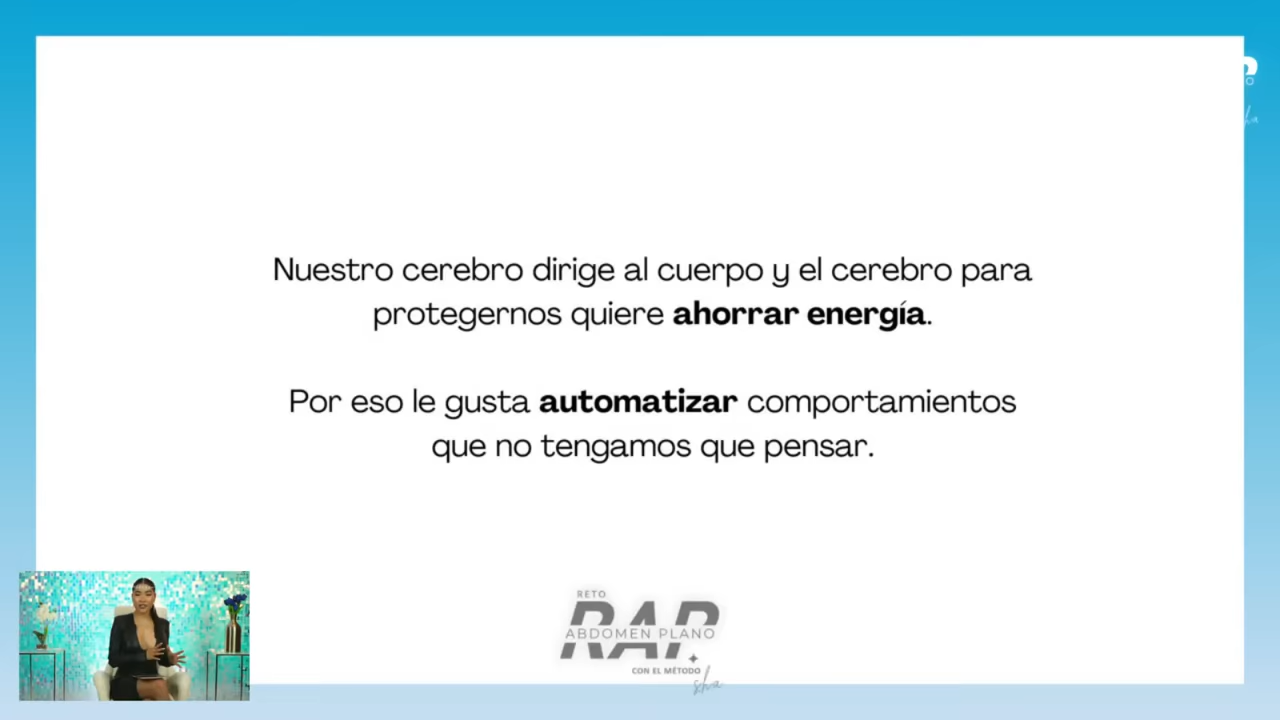 Nuestro cerebro dirige al cuerpo y el cerebro para
protegernos quiere ahorrar energía.
Por eso le gusta automatizar comportamientos
que no tengamos que pensar.
RETO
RAP
ABDOMEN PLANO
CON EL MÉTODO
sha